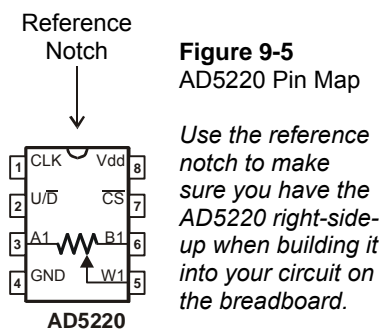 Reference
Notch
Figure 9-5
AD5220 Pin Map
Use the reference
notch to make
sure you have the
AD5220 right-side-
up when building it
into your circuit on
the breadboard.
1 CLK Vdd 8
2 U/D̅ C̅S̅ 7
3 A1 B1 6
4 GND W1 5
AD5220